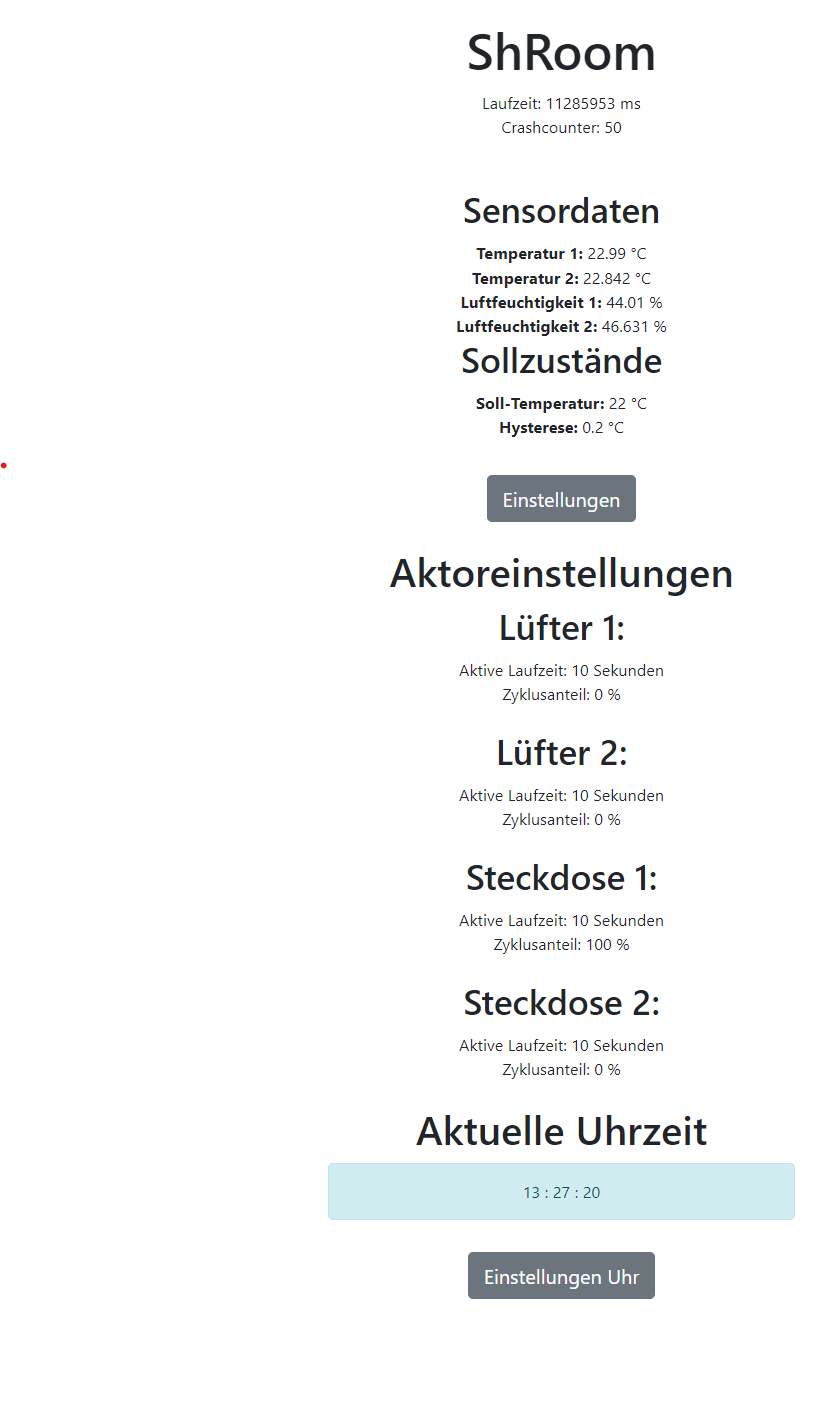 ShRoom
Laufzeit: 11285953 ms
Crashcounter: 50
Sensordaten
Temperatur 1: 22.99 °C
Temperatur 2: 22.842 °C
Luftfeuchtigkeit 1: 44.01 %
Luftfeuchtigkeit 2: 46.631 %
Sollzustände
Soll-Temperatur: 22 °C
Hysterese: 0.2 °C
Einstellungen
Aktoreinstellungen
Lüfter 1:
Aktive Laufzeit: 10 Sekunden
Zyklusanteil: 0 %
Lüfter 2:
Aktive Laufzeit: 10 Sekunden
Zyklusanteil: 0 %
Steckdose 1:
Aktive Laufzeit: 10 Sekunden
Zyklusanteil: 100 %
Steckdose 2:
Aktive Laufzeit: 10 Sekunden
Zyklusanteil: 0 %
Aktuelle Uhrzeit
13 : 27 : 20
Einstellungen Uhr